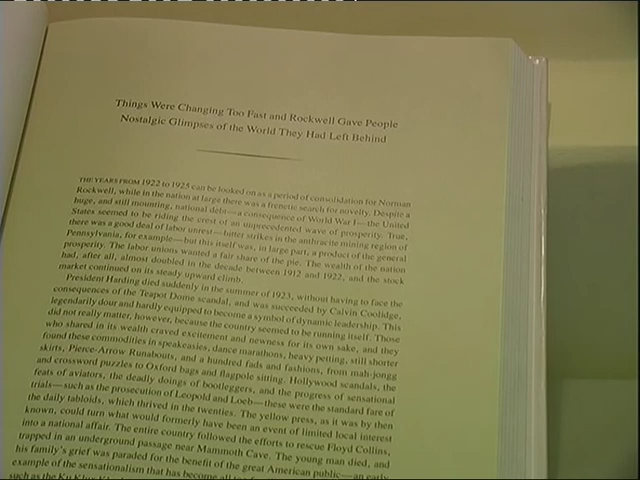 Things Were Changing Too Fast and Rockwell Gave People
Nostalgic Glimpses of the World They Had Left Behind
THE YEARS FROM 1922 to 1925 can be looked on as a period of consolidation for Norman
Rockwell, while in the nation at large there was a frenetic search for novelty. Despite a
huge, and still mounting, national debt—a consequence of World War I—the United
States seemed to be riding the crest of an unprecedented wave of prosperity. True,
there was a good deal of labor unrest—bitter strikes in the anthracite mining region of
Pennsylvania, for example—but this itself was, in large part, a product of the general
prosperity. The labor unions wanted a fair share of the pie. The wealth of the nation
had, after all, almost doubled in the decade between 1912 and 1922, and the stock
market continued on its steady upward climb.
President Harding died suddenly in the summer of 1923, without having to face the
consequences of the Teapot Dome scandal, and was succeeded by Calvin Coolidge,
legendarily dour and hardly equipped to become a symbol of dynamic leadership. This
did not really matter, however, because the country seemed to be running itself. Those
who shared in its wealth craved excitement and newness for its own sake, and they
found these commodities in speakeasies, dance marathons, heavy petting, still shorter
skirts, Pierce-Arrow Runabouts, and a hundred fads and fashions, from mah-jongg
and crossword puzzles to Oxford bags and flagpole sitting. Hollywood scandals, the
feats of aviators, the deadly doings of bootleggers, and the progress of sensational
trials—such as the prosecution of Leopold and Loeb—these were the standard fare of
the daily tabloids, which thrived in the twenties. The yellow press, as it was by then
known, could turn what would formerly have been an event of limited local interest
into a national affair. The entire country followed the efforts to rescue Floyd Collins,
trapped in an underground passage near Mammoth Cave. The young man died, and
his family's grief was paraded for the benefit of the great American public—an early
example of the sensationalism that has become all
such as the Ku Klux Klan